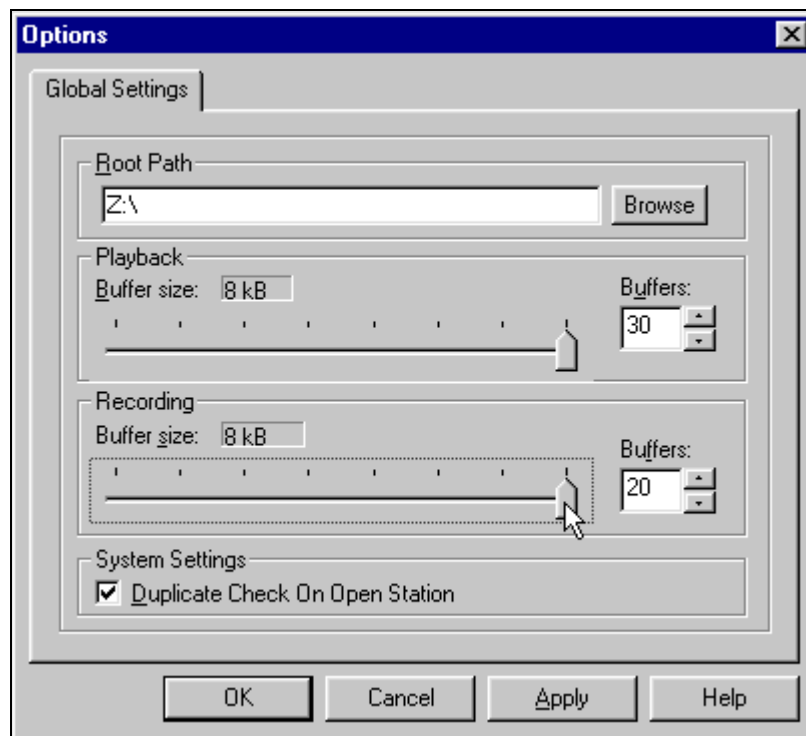 Options
Global Settings
Root Path
Z:\
Browse
Playback
Buffer size: 8 kB
Buffers:
30
Recording
Buffer size: 8 kB
Buffers:
20
System Settings
Duplicate Check On Open Station
OK Cancel Apply Help